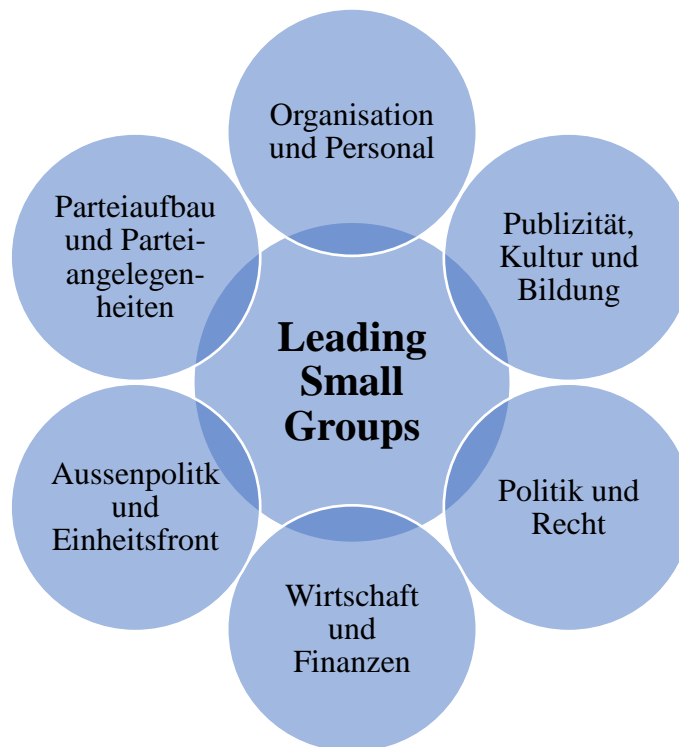 Organisation
und Personal
Publizität,
Kultur und
Bildung
Politik und
Recht
Wirtschaft
und
Finanzen
Aussenpolitk
und
Einheitsfront
Parteiaufbau
und Partei-
angelegen-
heiten
Leading
Small
Groups